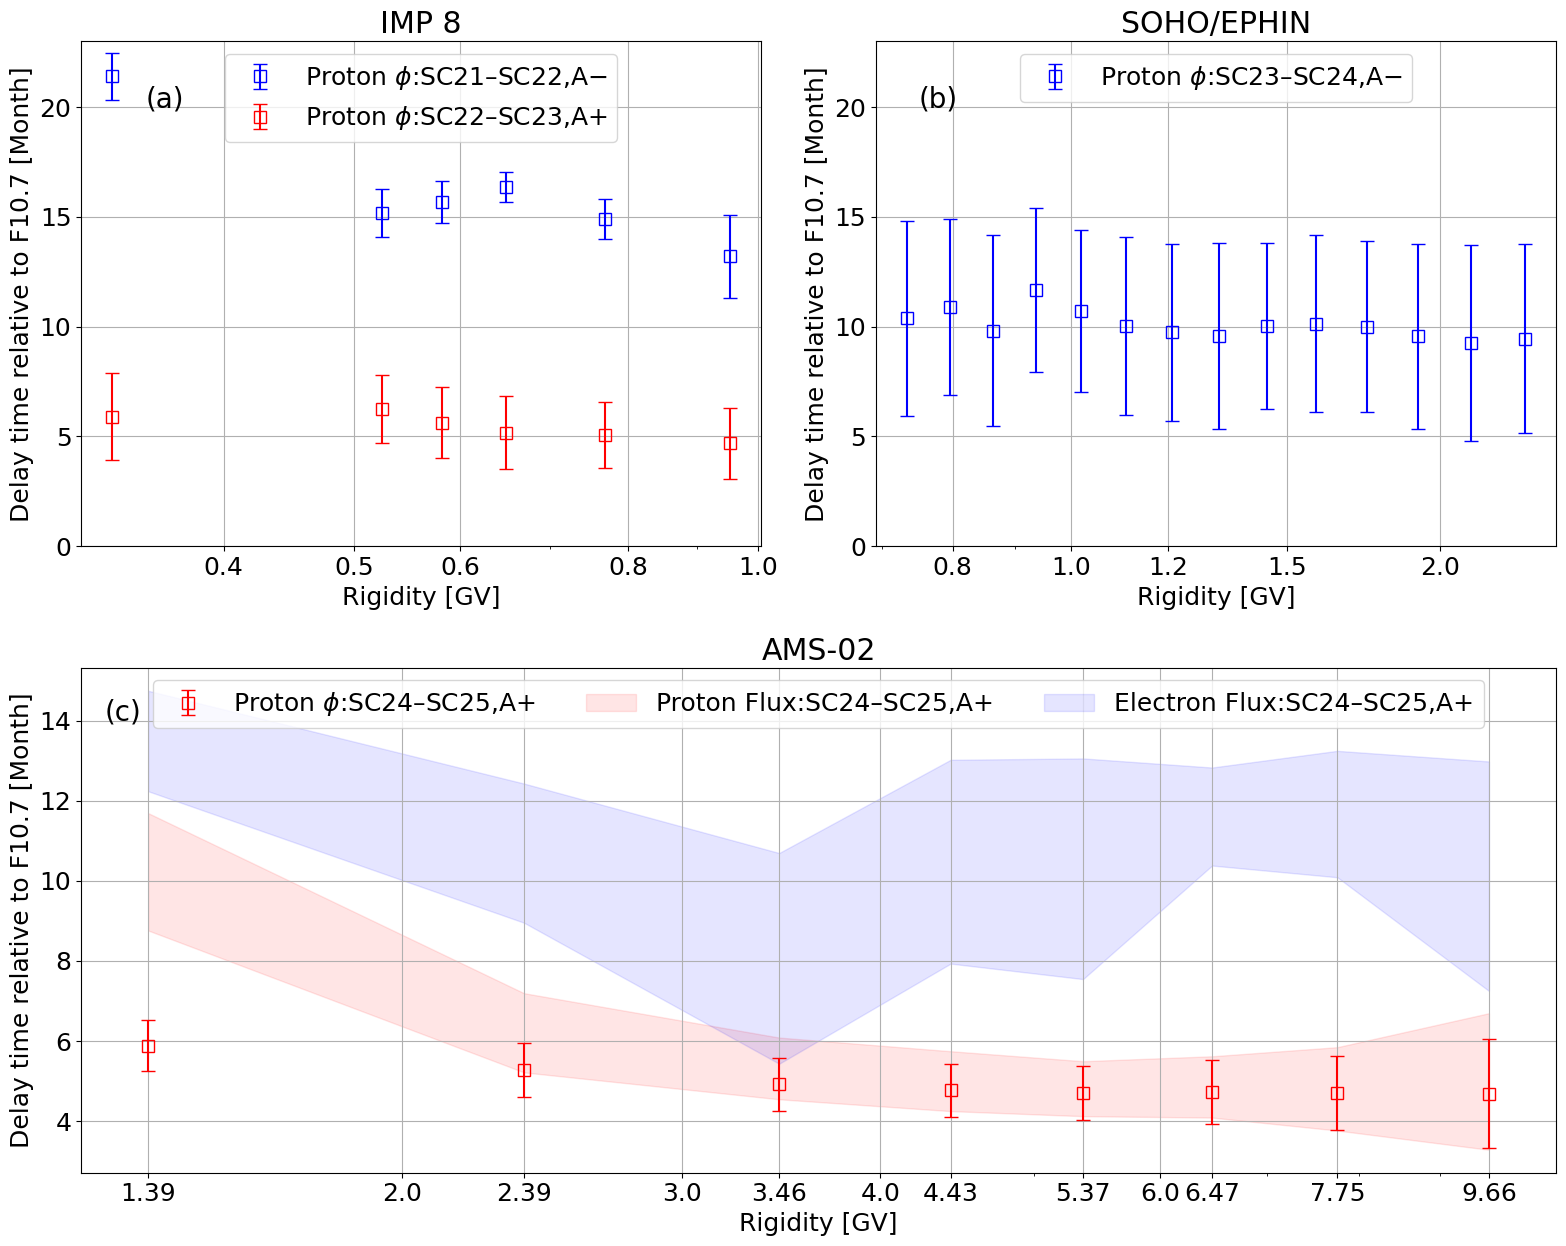 IMP 8
(a)
Proton ϕ:SC21–SC22,A−
Proton ϕ:SC22–SC23,A+
Delay time relative to F10.7 [Month]
20
15
10
5
0
0.4 0.5 0.6 0.8 1.0
Rigidity [GV]
SOHO/EPHIN
(b)
Proton ϕ:SC23–SC24,A−
Delay time relative to F10.7 [Month]
20
15
10
5
0
0.8 1.0 1.2 1.5 2.0
Rigidity [GV]
AMS-02
(c)
Proton ϕ:SC24–SC25,A+ Proton Flux:SC24–SC25,A+ Electron Flux:SC24–SC25,A+
Delay time relative to F10.7 [Month]
14
12
10
8
6
4
1.39 2.0 2.39 3.0 3.46 4.0 4.43 5.37 6.0 6.47 7.75 9.66
Rigidity [GV]